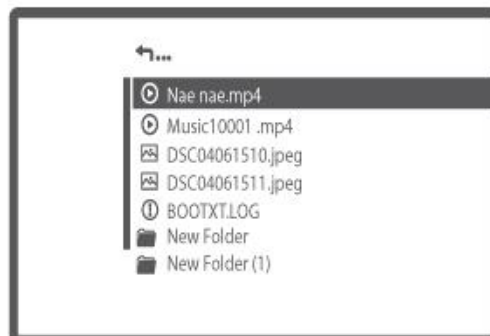 ...
Nae nae.mp4
Music10001 .mp4
DSC04061510.jpeg
DSC04061511.jpeg
BOOTXT.LOG
New Folder
New Folder (1)